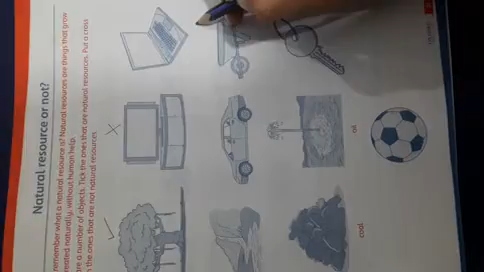 Natural resource or not?
remember what a natural resource is? Natural resources are things that grow
created naturally, without human help.
are a number of objects. Tick the ones that are natural resources. Put a cross
the ones that are not natural resources
oil
coal